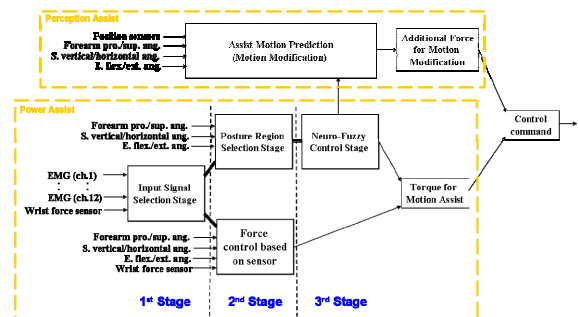 Perception Assist
Position sensors
Forearm pro./sup. ang.
S. vertical/horizontal ang.
E. flex./ext. ang.
Assist Motion Prediction
(Motion Modification)
Additional Force
for Motion
Modification
Control
command
Power Assist
Forearm pro./sup. ang.
S. vertical/horizontal ang.
E. flex./ext. ang.
Posture Region
Selection Stage
Neuro-Fuzzy
Control Stage
EMG (ch.1)
:
:
EMG (ch.12)
Wrist force sensor
Input Signal
Selection Stage
Torque for
Motion Assist
Forearm pro./sup. ang.
S. vertical/horizontal ang.
E. flex./ext. ang.
Wrist force sensor
Force
control based
on sensor
1st Stage
2nd Stage
3rd Stage